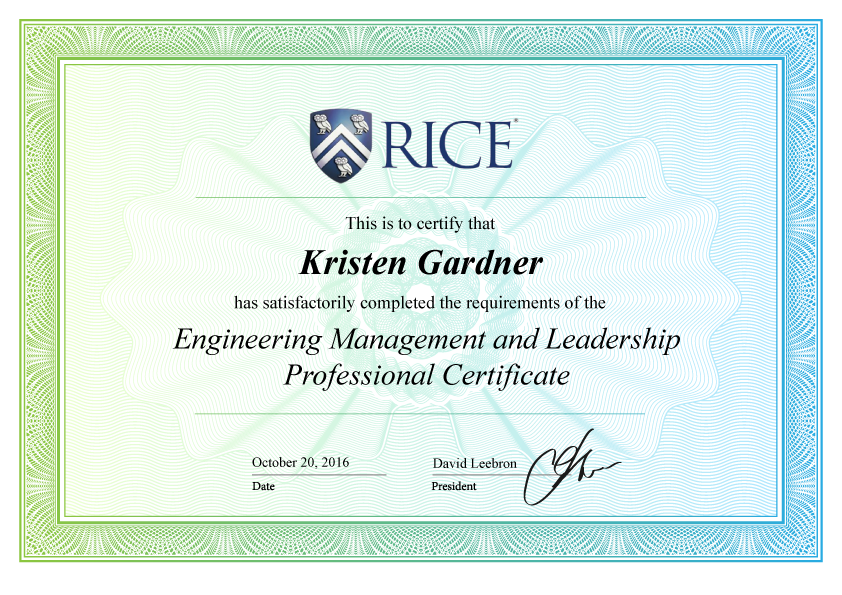 RICE
This is to certify that
Kristen Gardner
has satisfactorily completed the requirements of the
Engineering Management and Leadership
Professional Certificate
October 20, 2016
David Leebron
Date
President